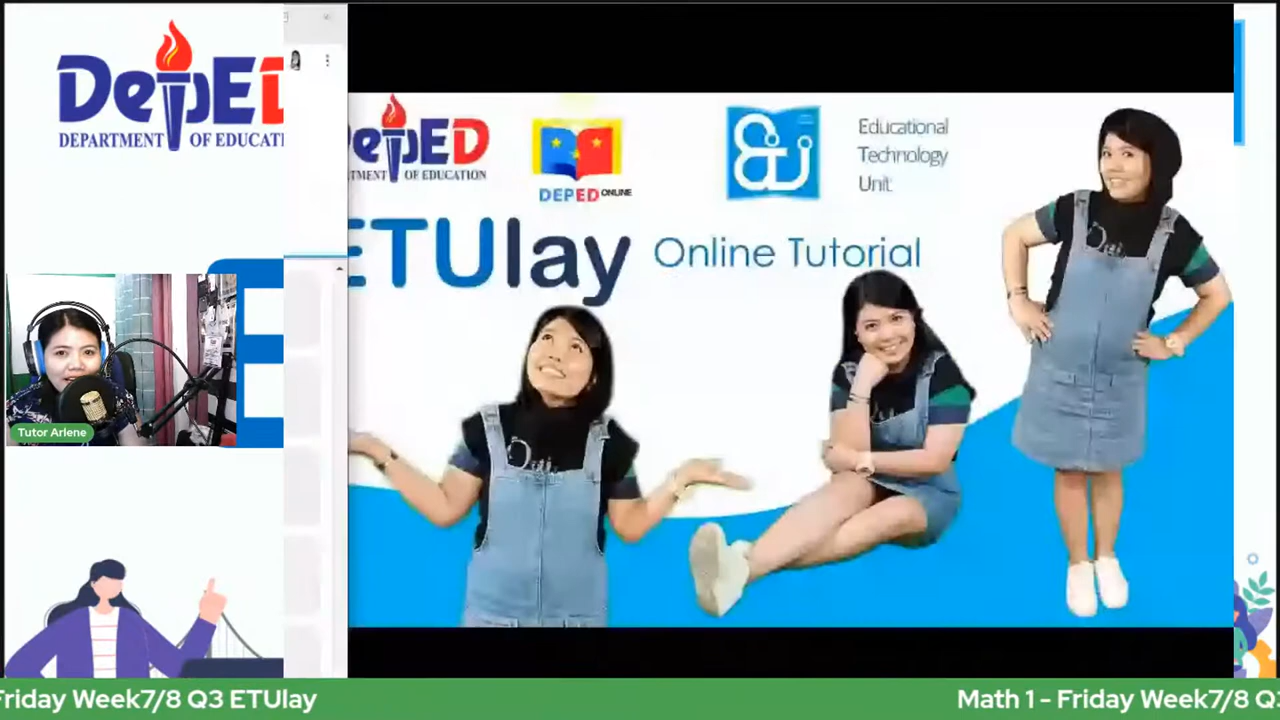 DepED
DEPARTMENT OF EDUCATI
DepED
TMENT OF EDUCATION
DEPED ONLINE
Educational
Technology
Unit
ETUlay Online Tutorial
Tutor Arlene
Friday Week7/8 Q3 ETUlay
Math 1 - Friday Week7/8 Q3